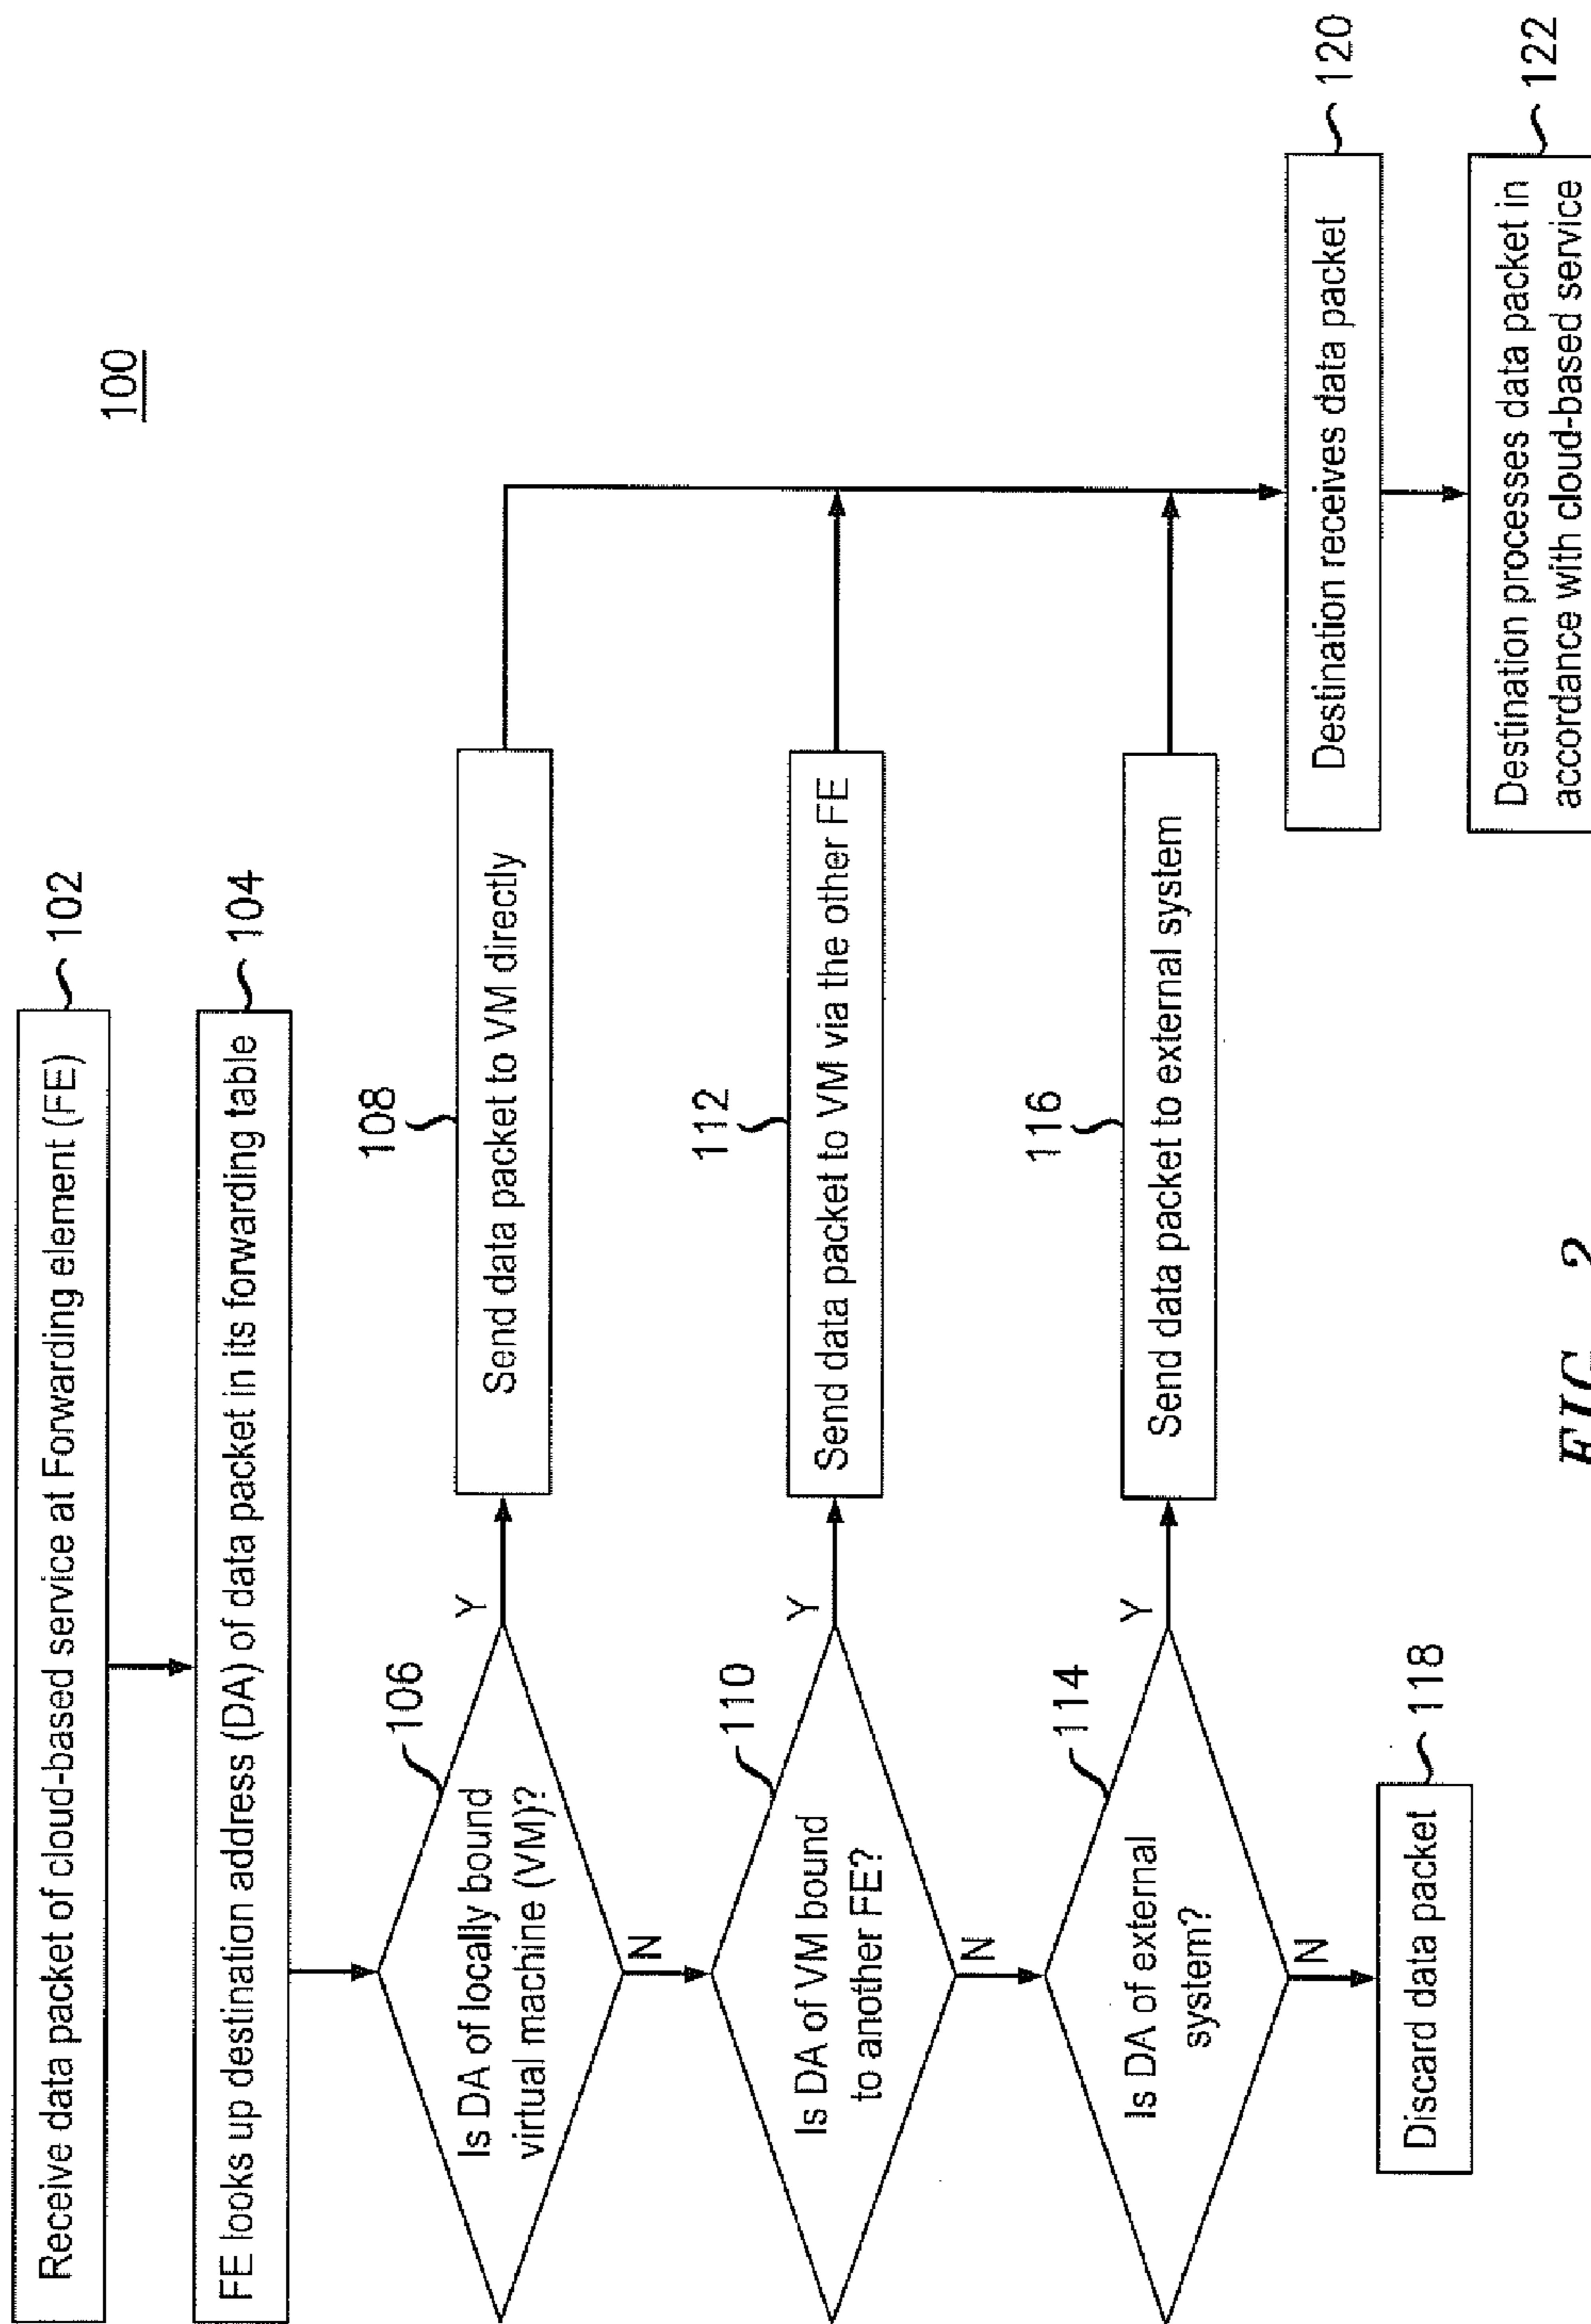 100
Receive data packet of cloud-based service at Forwarding element (FE)
102
FE looks up destination address (DA) of data packet in its forwarding table
104
106
Is DA of locally bound
virtual machine (VM)?
Y
N
108
Send data packet to VM directly
110
Is DA of VM bound
to another FE?
Y
N
112
Send data packet to VM via the other FE
114
Is DA of external
system?
Y
N
116
Send data packet to external system
Discard data packet
118
Destination receives data packet
120
Destination processes data packet in
accordance with cloud-based service
122
FIG. 2